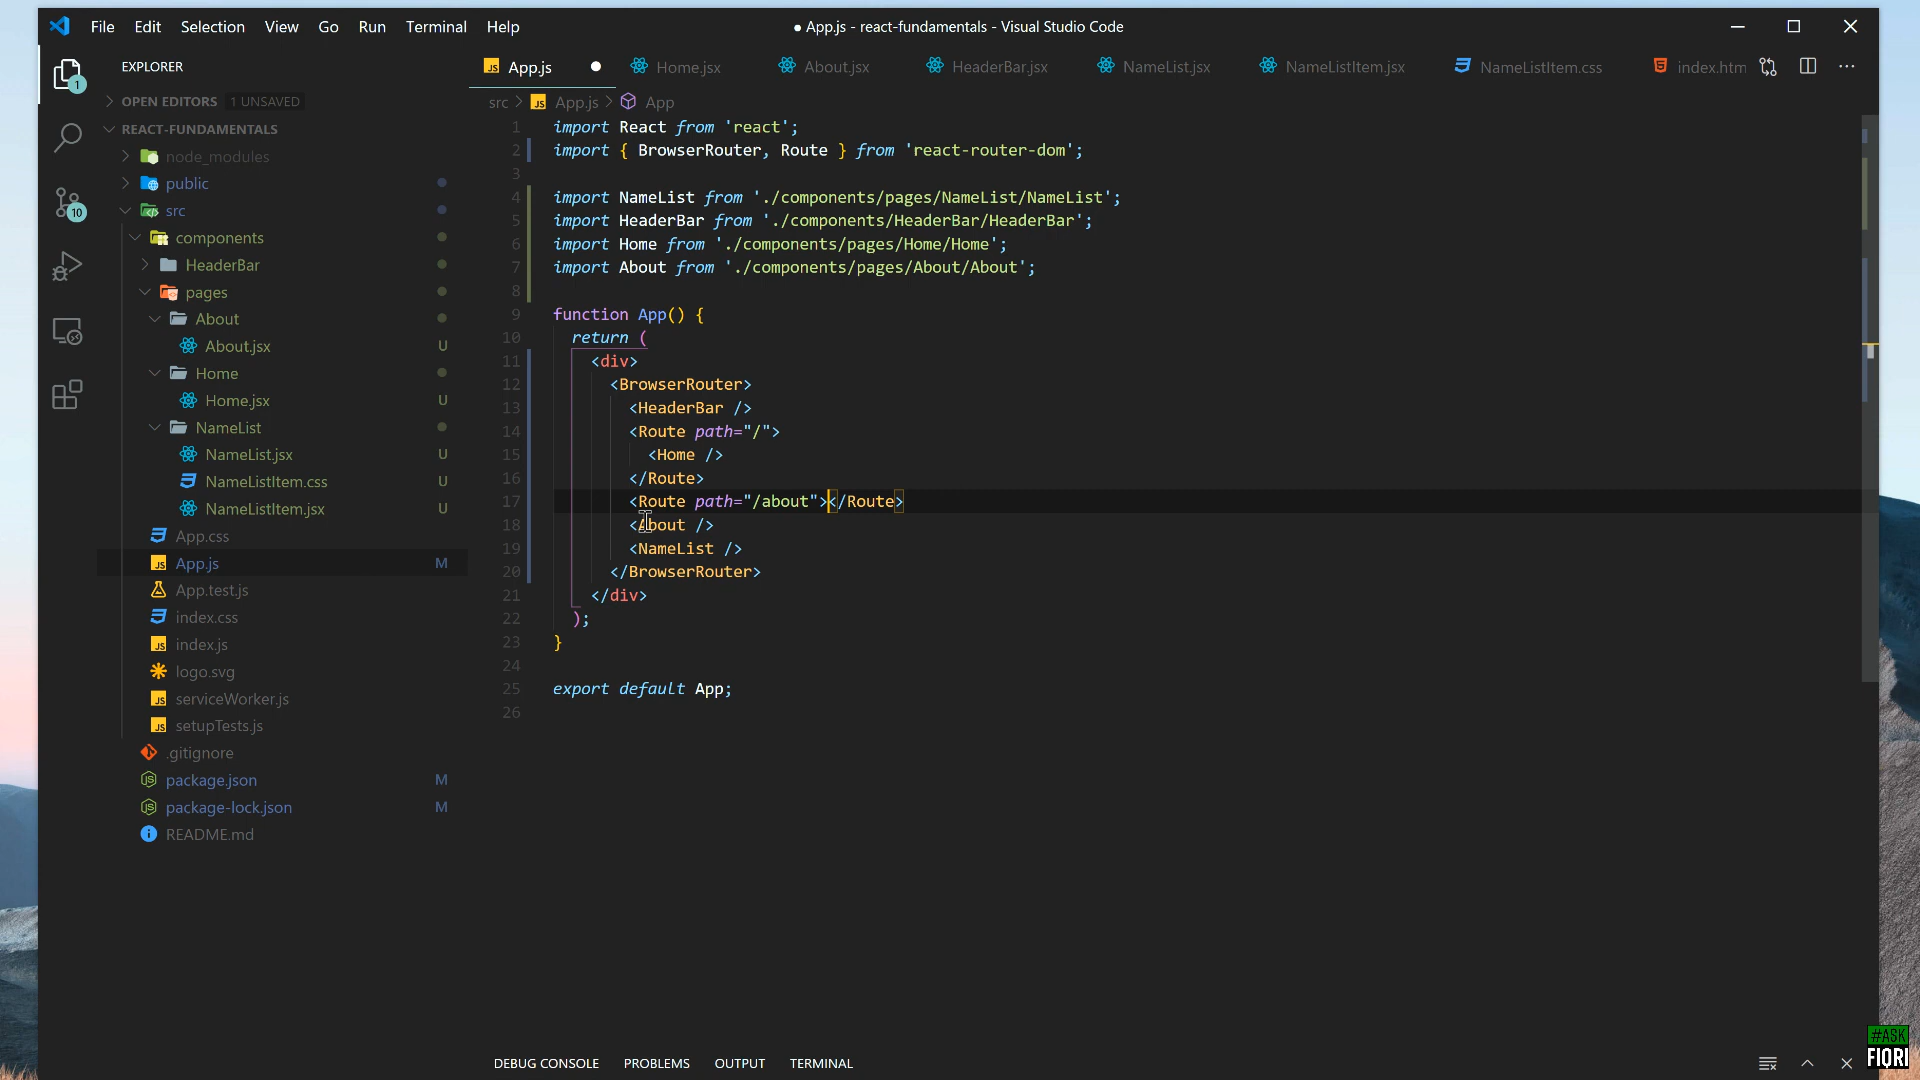 File Edit Selection View Go Run Terminal Help
● App.js - react-fundamentals - Visual Studio Code
EXPLORER
OPEN EDITORS 1 UNSAVED
REACT-FUNDAMENTALS
node_modules
public
src
components
HeaderBar
pages
About
About.jsx U
Home
Home.jsx U
NameList
NameList.jsx U
NameListItem.css U
NameListItem.jsx U
App.css
App.js M
App.test.js
index.css
index.js
logo.svg
serviceWorker.js
setupTests.js
.gitignore
package.json M
package-lock.json M
README.md
1
10
JS App.js Home.jsx About.jsx HeaderBar.jsx NameList.jsx NameListItem.jsx NameListItem.css index.htm
src > JS App.js > App
1 import React from 'react';
2 import { BrowserRouter, Route } from 'react-router-dom';
3
4 import NameList from './components/pages/NameList/NameList';
5 import HeaderBar from './components/HeaderBar/HeaderBar';
6 import Home from './components/pages/Home/Home';
7 import About from './components/pages/About/About';
8
9 function App() {
10 return (
11 <div>
12 <BrowserRouter>
13 <HeaderBar />
14 <Route path="/">
15 <Home />
16 </Route>
17 <Route path="/about"></Route>
18 <About />
19 <NameList />
20 </BrowserRouter>
21 </div>
22 );
23 }
24
25 export default App;
26
DEBUG CONSOLE PROBLEMS OUTPUT TERMINAL
#ASK
FIORI